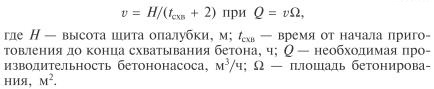 v = H/(tсхв + 2) при Q = vΩ,
где H — высота щита опалубки, м; tсхв — время от начала приго-
товления до конца схватывания бетона, ч; Q — необходимая про-
изводительность бетононасоса, м³/ч; Ω — площадь бетонирова-
ния, м².